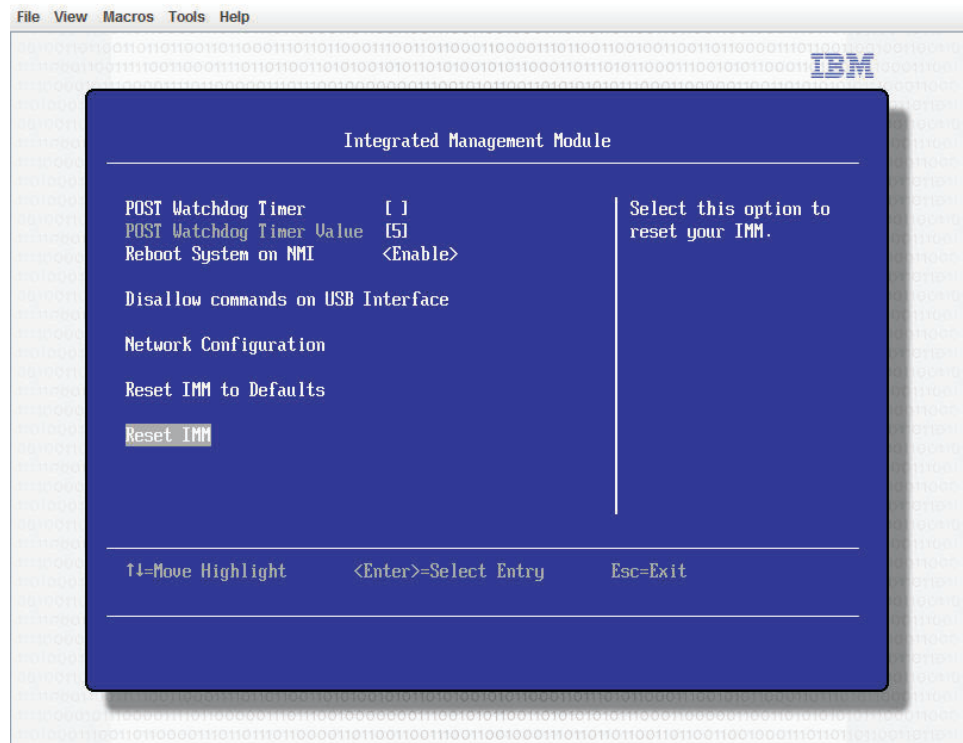 File View Macros Tools Help
IBM
Integrated Management Module
POST Watchdog Timer [ ]
POST Watchdog Timer Value [5]
Reboot System on NMI <Enable>
Disallow commands on USB Interface
Network Configuration
Reset IMM to Defaults
Reset IMM
Select this option to
reset your IMM.
↑↓=Move Highlight <Enter>=Select Entry Esc=Exit